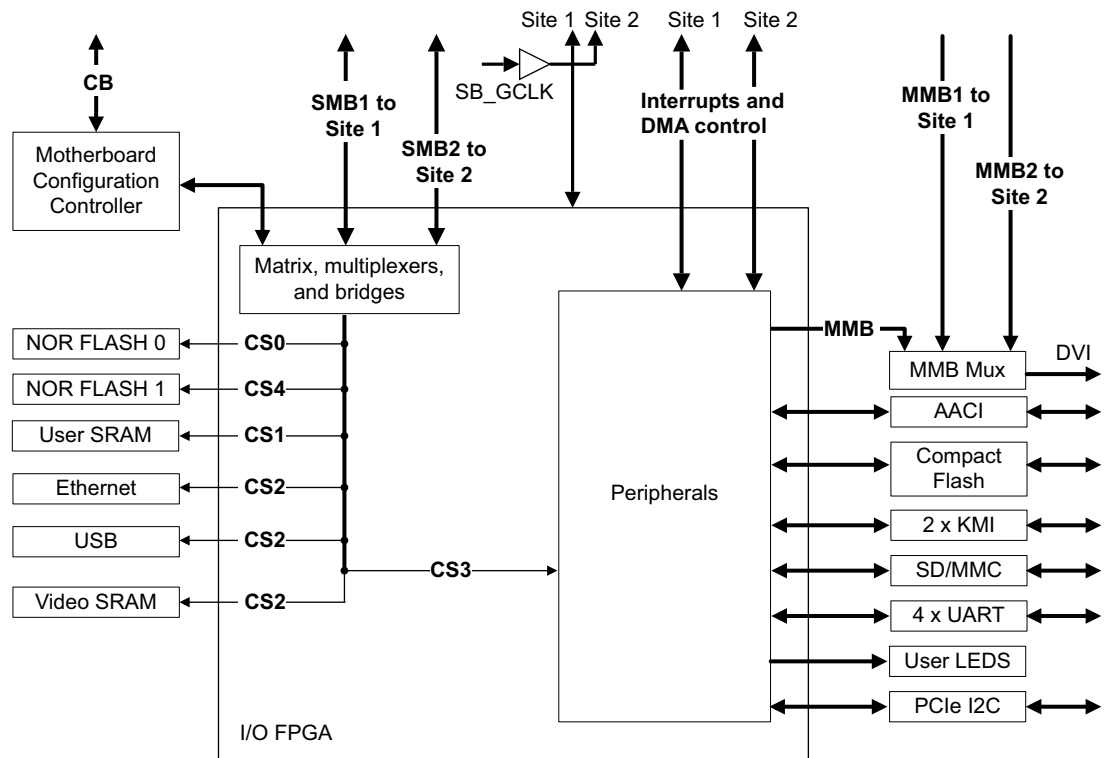 Site 1
Site 2
Site 1
Site 2
SB_GCLK
CB
SMB1 to
Site 1
SMB2 to
Site 2
Interrupts and
DMA control
MMB1 to
Site 1
MMB2 to
Site 2
Motherboard
Configuration
Controller
Matrix, multiplexers,
and bridges
NOR FLASH 0
CS0
NOR FLASH 1
CS4
User SRAM
CS1
Ethernet
CS2
USB
CS2
Video SRAM
CS2
CS3
Peripherals
MMB
MMB Mux
DVI
AACI
Compact
Flash
2 x KMI
SD/MMC
4 x UART
User LEDS
PCIe I2C
I/O FPGA